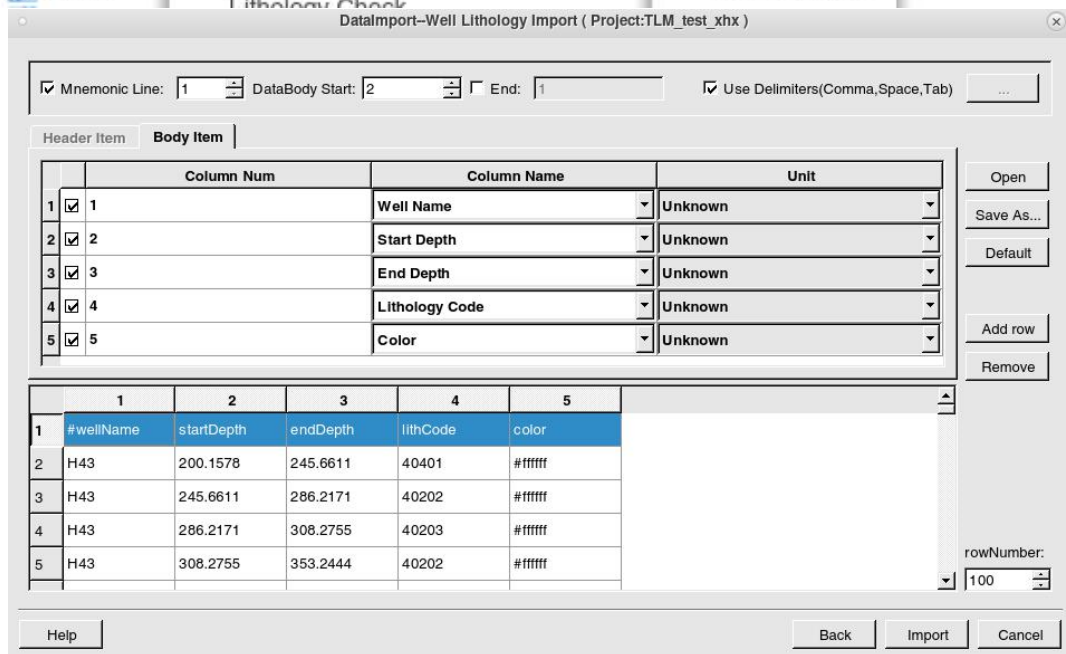 Lithology Check
DataImport--Well Lithology Import ( Project:TLM_test_xhx )
Mnemonic Line: 1 DataBody Start: 2 End: 1 Use Delimiters(Comma,Space,Tab) ...
Header Item Body Item
Column Num Column Name Unit
1 1 Well Name Unknown
2 2 Start Depth Unknown
3 3 End Depth Unknown
4 4 Lithology Code Unknown
5 5 Color Unknown
Open
Save As...
Default
Add row
Remove
1 2 3 4 5
1 #wellName startDepth endDepth lithCode color
2 H43 200.1578 245.6611 40401 #ffffff
3 H43 245.6611 286.2171 40202 #ffffff
4 H43 286.2171 308.2755 40203 #ffffff
5 H43 308.2755 353.2444 40202 #ffffff
rowNumber:
100
Help Back Import Cancel